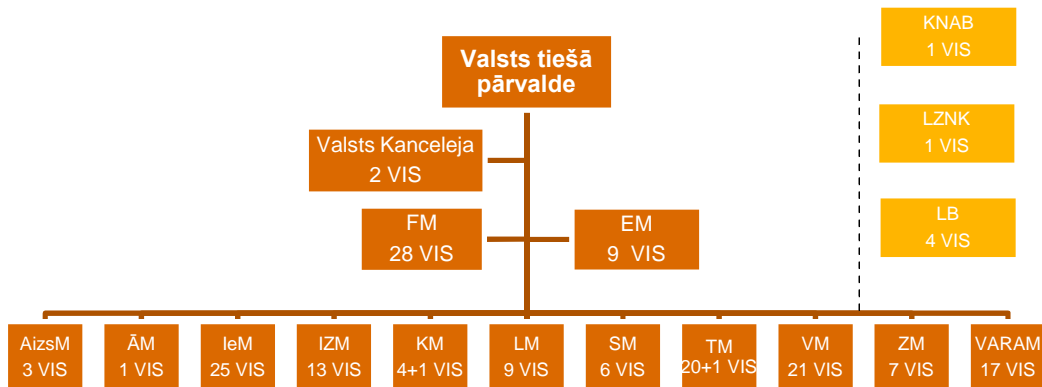 Valsts tiešā
pārvalde
KNAB
1 VIS
LZNK
1 VIS
Valsts Kanceleja
2 VIS
LB
4 VIS
FM
28 VIS
EM
9 VIS
AizsM
3 VIS
ĀM
1 VIS
IeM
25 VIS
IZM
13 VIS
KM
4+1 VIS
LM
9 VIS
SM
6 VIS
TM
20+1 VIS
VM
21 VIS
ZM
7 VIS
VARAM
17 VIS